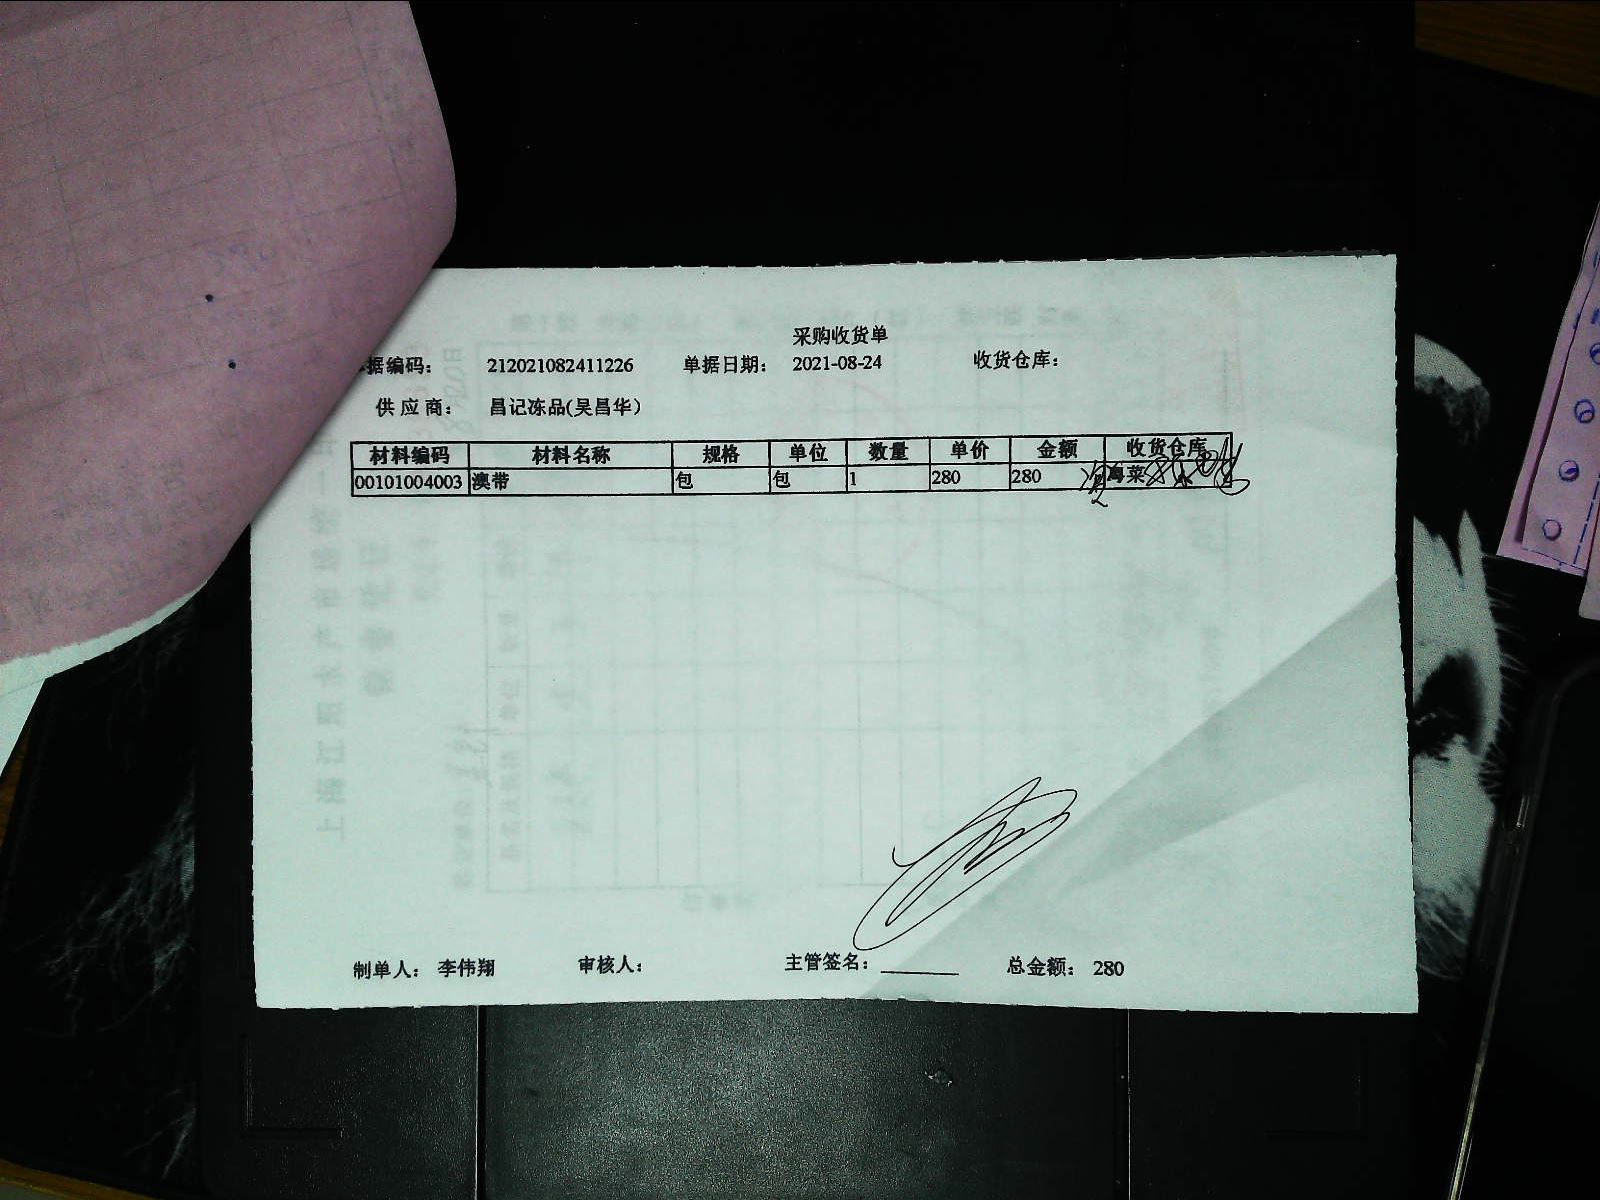 采购收货单
据编码： 212021082411226 单据日期： 2021-08-24 收货仓库：
供应商： 昌记冻品(吴昌华）
材料编码 材料名称 规格 单位 数量 单价 金额 收货仓库
00101004003 澳带 包 包 1 280 280 粤菜
制单人： 李伟翔 审核人： 主管签名：______ 总金额： 280